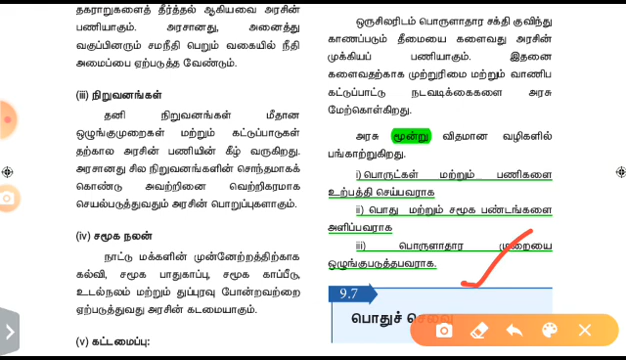 தகராறுகளைத் தீர்த்தல் ஆகியவை அரசின்
பணியாகும். அரசானது, அனைத்து
வகுப்பினரும் சமநீதி பெறும் வகையில் நீதி
அமைப்பை ஏற்படுத்த வேண்டும்.
(iii) நிறுவனங்கள்
தனி நிறுவனங்கள் மீதான
ஒழுங்குமுறைகள் மற்றும் கட்டுப்பாடுகள்
தற்கால அரசின் பணியின் கீழ் வருகிறது.
அரசானது சில நிறுவனங்களின் சொந்தமாகக்
கொண்டு அவற்றினை வெற்றிகரமாக
செயல்படுத்துவதும் அரசின் பொறுப்புகளாகும்.
(iv) சமூக நலன்
நாட்டு மக்களின் முன்னேற்றத்திற்காக
கல்வி, சமூக பாதுகாப்பு, சமூக காப்பீடு,
உடல்நலம் மற்றும் துப்புரவு போன்றவற்றை
ஏற்படுத்துவது அரசின் கடமையாகும்.
(v) கட்டமைப்பு:
ஒருசிலரிடம் பொருளாதார சக்தி குவிந்து
காணப்படும் தீமையை களைவது அரசின்
முக்கியப் பணியாகும். இதனை
களைவதற்காக முற்றுரிமை மற்றும் வாணிப
கட்டுப்பாட்டு நடவடிக்கைகளை அரசு
மேற்கொள்கிறது.
அரசு மூன்று விதமான வழிகளில்
பங்காற்றுகிறது.
i) பொருட்கள் மற்றும் பணிகளை
உற்பத்தி செய்பவராக
ii) பொது மற்றும் சமூக பண்டங்களை
அளிப்பவராக
iii) பொருளாதார முறையை
ஒழுங்குபடுத்தபவராக.
9.7
பொதுச் செலவு